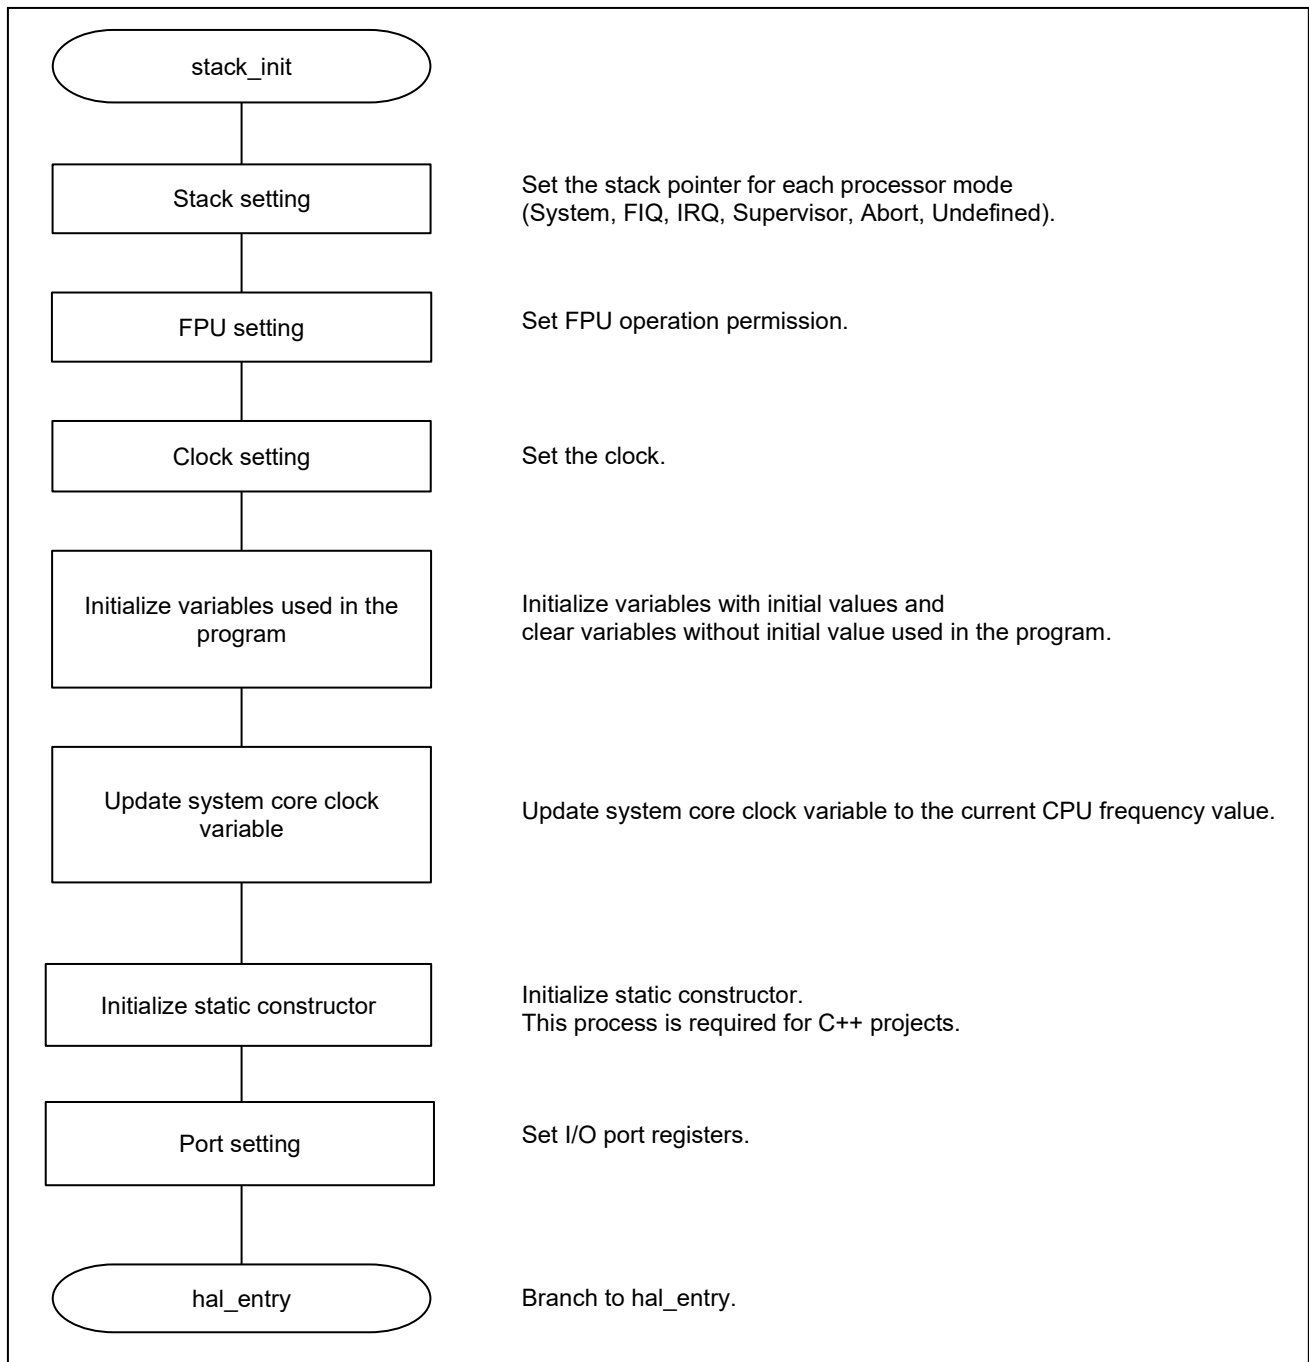 stack_init
Stack setting
Set the stack pointer for each processor mode
(System, FIQ, IRQ, Supervisor, Abort, Undefined).
FPU setting
Set FPU operation permission.
Clock setting
Set the clock.
Initialize variables used in the
program
Initialize variables with initial values and
clear variables without initial value used in the program.
Update system core clock
variable
Update system core clock variable to the current CPU frequency value.
Initialize static constructor
Initialize static constructor.
This process is required for C++ projects.
Port setting
Set I/O port registers.
hal_entry
Branch to hal_entry.